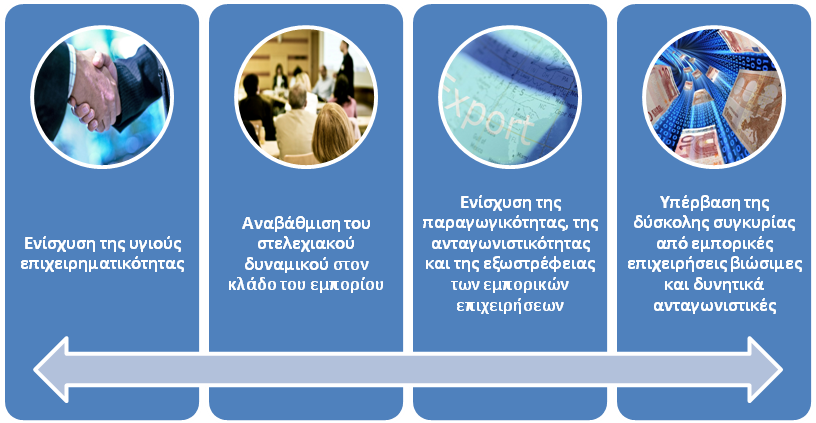 Ενίσχυση της υγιούς
επιχειρηματικότητας
Αναβάθμιση του
στελεχιακού
δυναμικού στον
κλάδο του εμπορίου
Export
Ενίσχυση της
παραγωγικότητας, της
ανταγωνιστικότητας
και της εξωστρέφειας
των εμπορικών
επιχειρήσεων
Υπέρβαση της
δύσκολης συγκυρίας
από εμπορικές
επιχειρήσεις βιώσιμες
και δυνητικά
ανταγωνιστικές